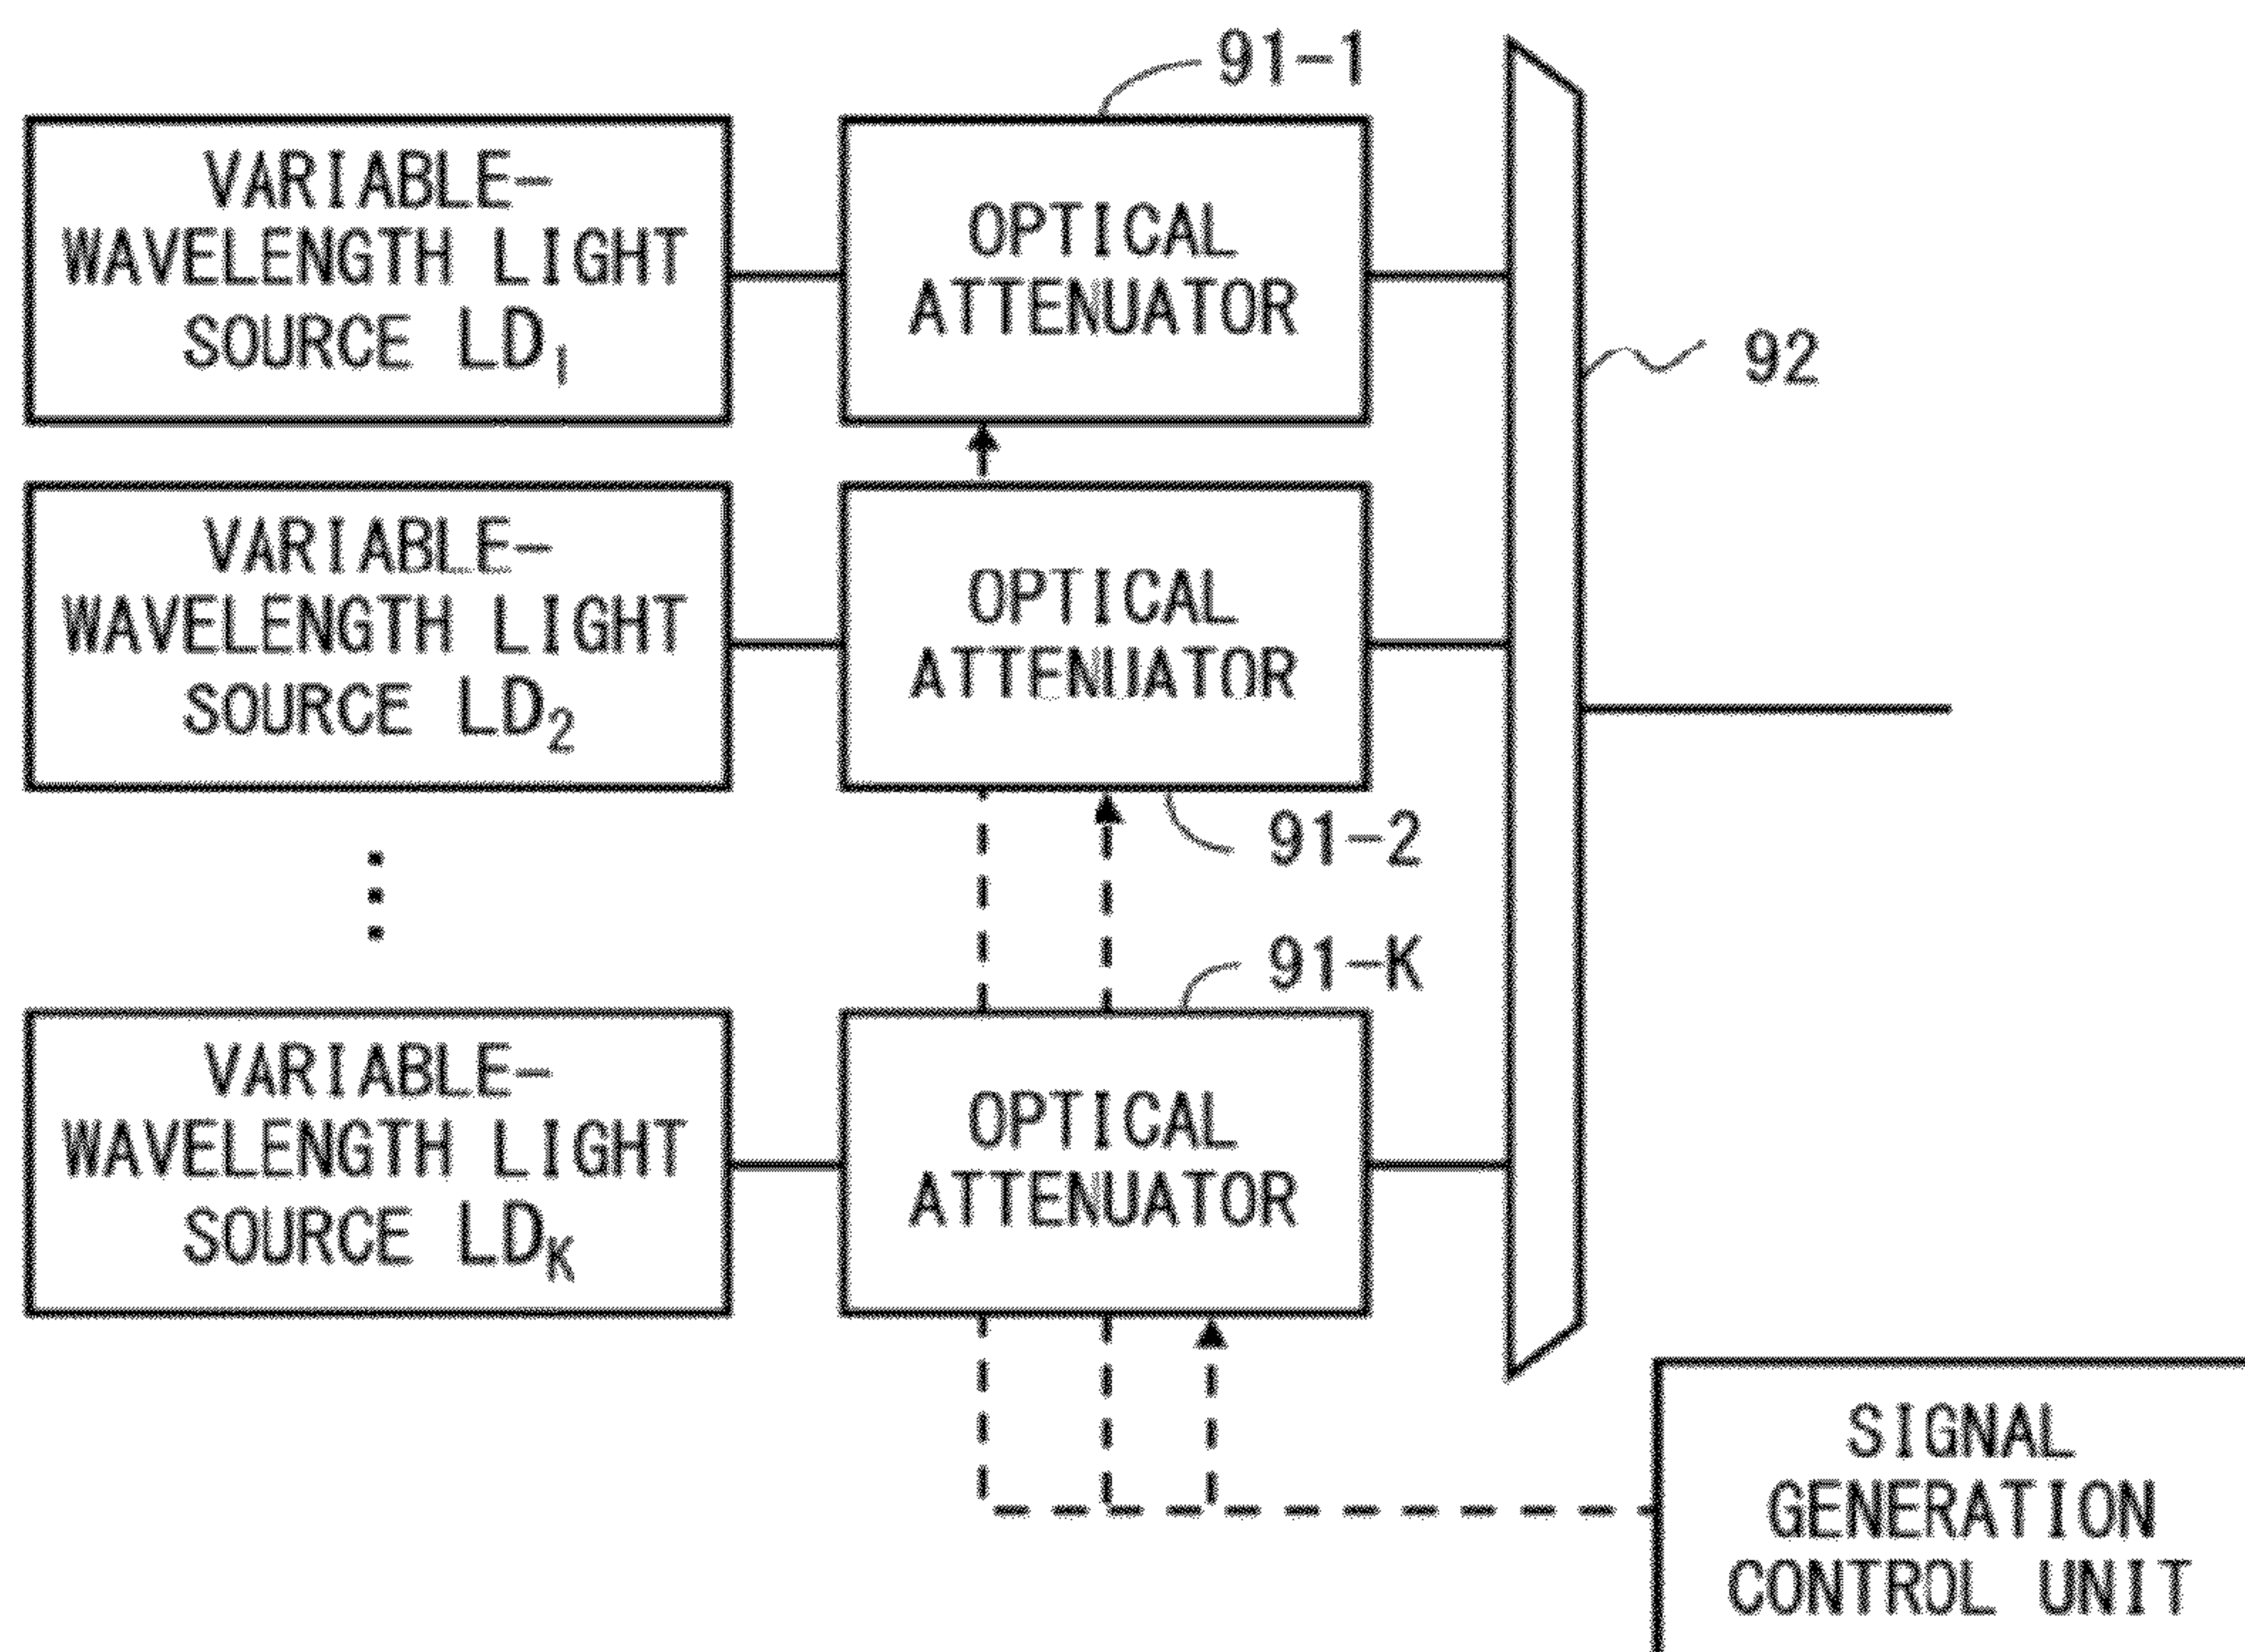 91-1
VARIABLE-
WAVELENGTH LIGHT
SOURCE LD₁
OPTICAL
ATTENUATOR
92
VARIABLE-
WAVELENGTH LIGHT
SOURCE LD₂
OPTICAL
ATTENUATOR
91-2
91-K
VARIABLE-
WAVELENGTH LIGHT
SOURCE LDK
OPTICAL
ATTENUATOR
SIGNAL
GENERATION
CONTROL UNIT